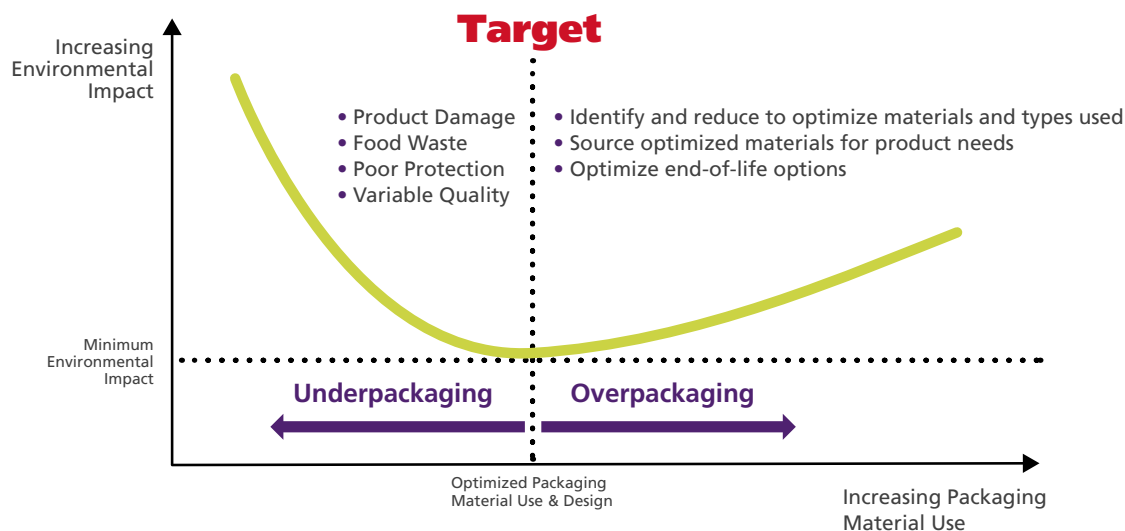 Target
Increasing
Environmental
Impact
• Product Damage
• Food Waste
• Poor Protection
• Variable Quality
• Identify and reduce to optimize materials and types used
• Source optimized materials for product needs
• Optimize end-of-life options
Minimum
Environmental
Impact
Underpackaging
Overpackaging
Optimized Packaging
Material Use & Design
Increasing Packaging
Material Use